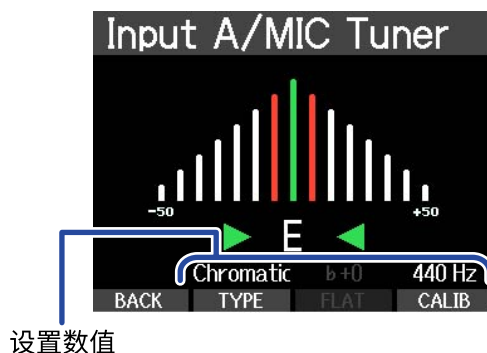 Input A/MIC Tuner
-50 +50
E
Chromatic ♭+0 440 Hz
BACK TYPE FLAT CALIB
设置数值